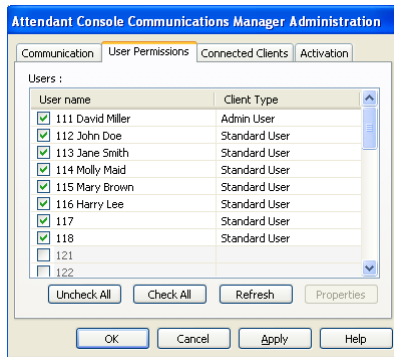 Attendant Console Communications Manager Administration
Communication User Permissions Connected Clients Activation
Users :
User name Client Type
111 David Miller Admin User
112 John Doe Standard User
113 Jane Smith Standard User
114 Molly Maid Standard User
115 Mary Brown Standard User
116 Harry Lee Standard User
117 Standard User
118 Standard User
121
122
Uncheck All Check All Refresh Properties
OK Cancel Apply Help